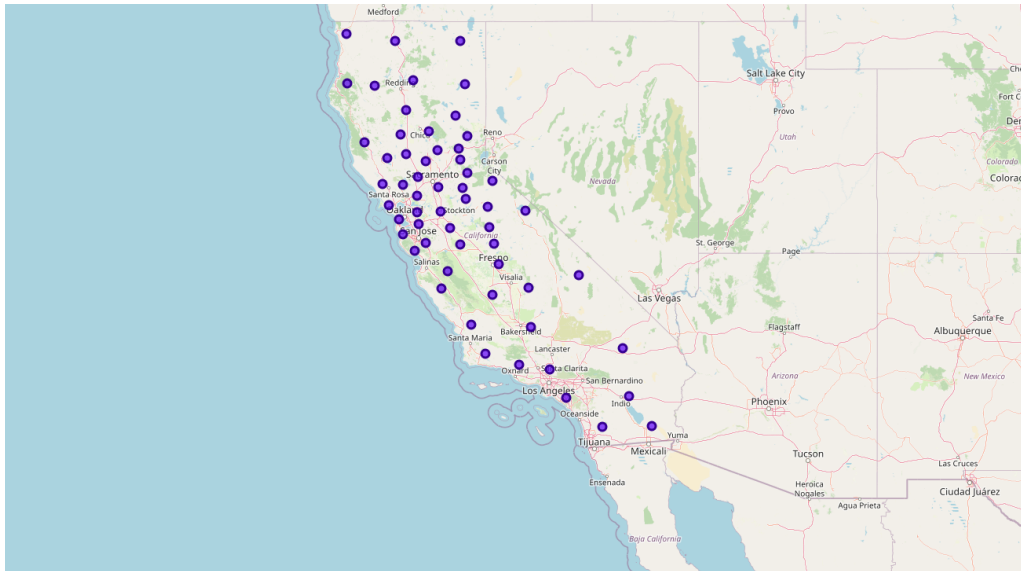 Medford
Salt Lake City
Provo
Utah
Reno
Carson
City
Nevada
Chico
Sacramento
Santa Rosa
Oakland
Stockton
San Jose
California
Salinas
Fresno
Visalia
St. George
Page
Las Vegas
Santa Maria
Bakersfield
Lancaster
Flagstaff
Santa Fe
Albuquerque
Oxnard
Santa Clarita
San Bernardino
Los Angeles
Indio
Arizona
New Mexico
Phoenix
Oceanside
Tijuana
Mexicali
Yuma
Tucson
Las Cruces
Ensenada
Heroica
Nogales
Agua Prieta
Ciudad Juárez
Baja California
Fort C
Colorado